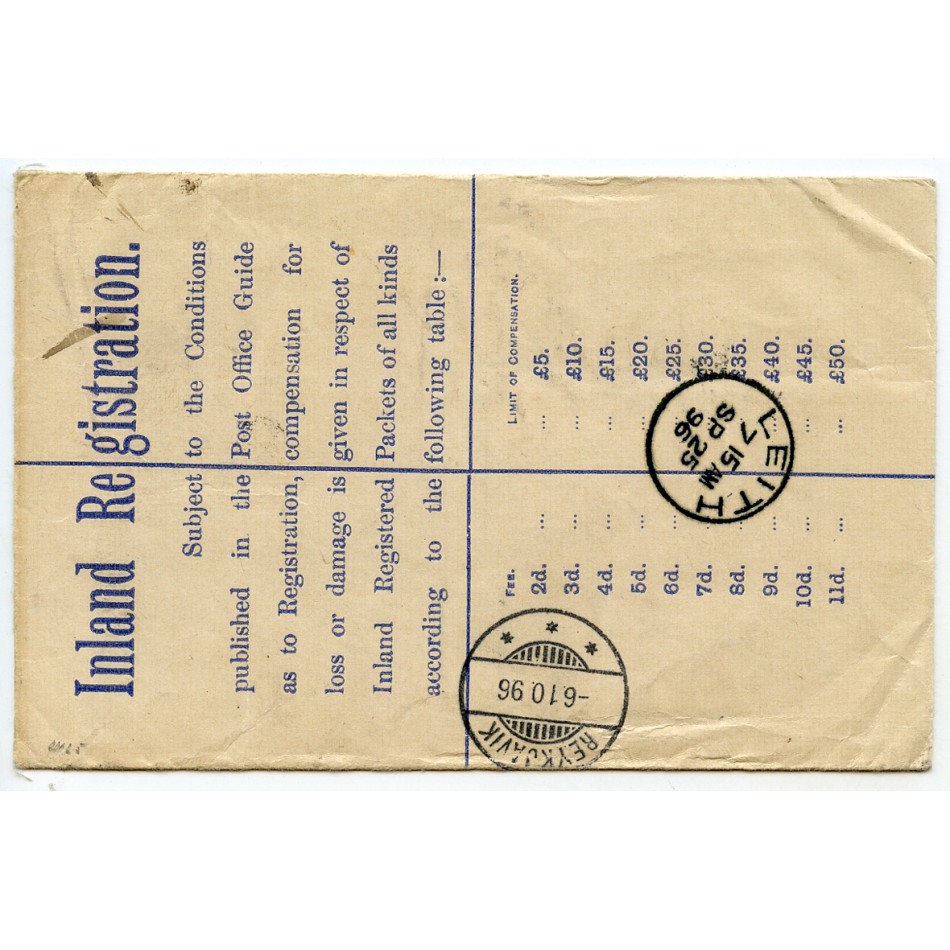 Inland Registration.
Subject to the Conditions
published in the Post Office Guide
as to Registration, compensation for
loss or damage is given in respect of
Inland Registered Packets of all kinds
according to the following table :—
FEE. LIMIT OF COMPENSATION.
2d. ... ... £5.
3d. ... ... £10.
4d. ... ... £15.
5d. ... ... £20.
6d. ... ... £25.
7d. ... ... £30.
8d. ... ... £35.
9d. ... ... £40.
10d. ... ... £45.
11d. ... ... £50.
LEITH
7 15 AM
SP 25
96
REYKJAVIK
-6.10.96